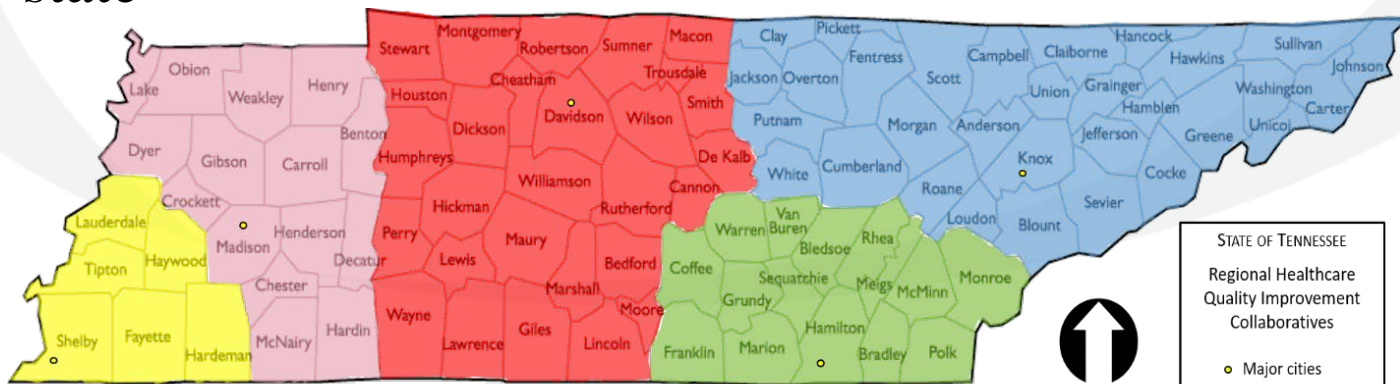 state
Stewart
Montgomery
Robertson
Sumner
Macon
Clay
Pickett
Fentress
Scott
Campbell
Claiborne
Hancock
Hawkins
Sullivan
Johnson
Lake
Obion
Weakley
Henry
Houston
Cheatham
Trousdale
Smith
Jackson
Overton
Union
Grainger
Hamblen
Washington
Carter
Unicoi
Dyer
Gibson
Carroll
Benton
Humphreys
Dickson
Davidson
Wilson
De Kalb
Putnam
White
Cumberland
Morgan
Anderson
Knox
Jefferson
Greene
Cocke
Lauderdale
Crockett
Madison
Henderson
Decatur
Perry
Hickman
Williamson
Rutherford
Cannon
Warren
Van
Buren
Bledsoe
Rhea
Roane
Loudon
Blount
Sevier
Tipton
Haywood
Chester
Lewis
Maury
Marshall
Bedford
Coffee
Grundy
Sequatchie
Meigs
McMinn
Monroe
Shelby
Fayette
Hardeman
McNairy
Hardin
Wayne
Lawrence
Giles
Lincoln
Moore
Franklin
Marion
Hamilton
Bradley
Polk
STATE OF TENNESSEE
Regional Healthcare
Quality Improvement
Collaboratives
Major cities